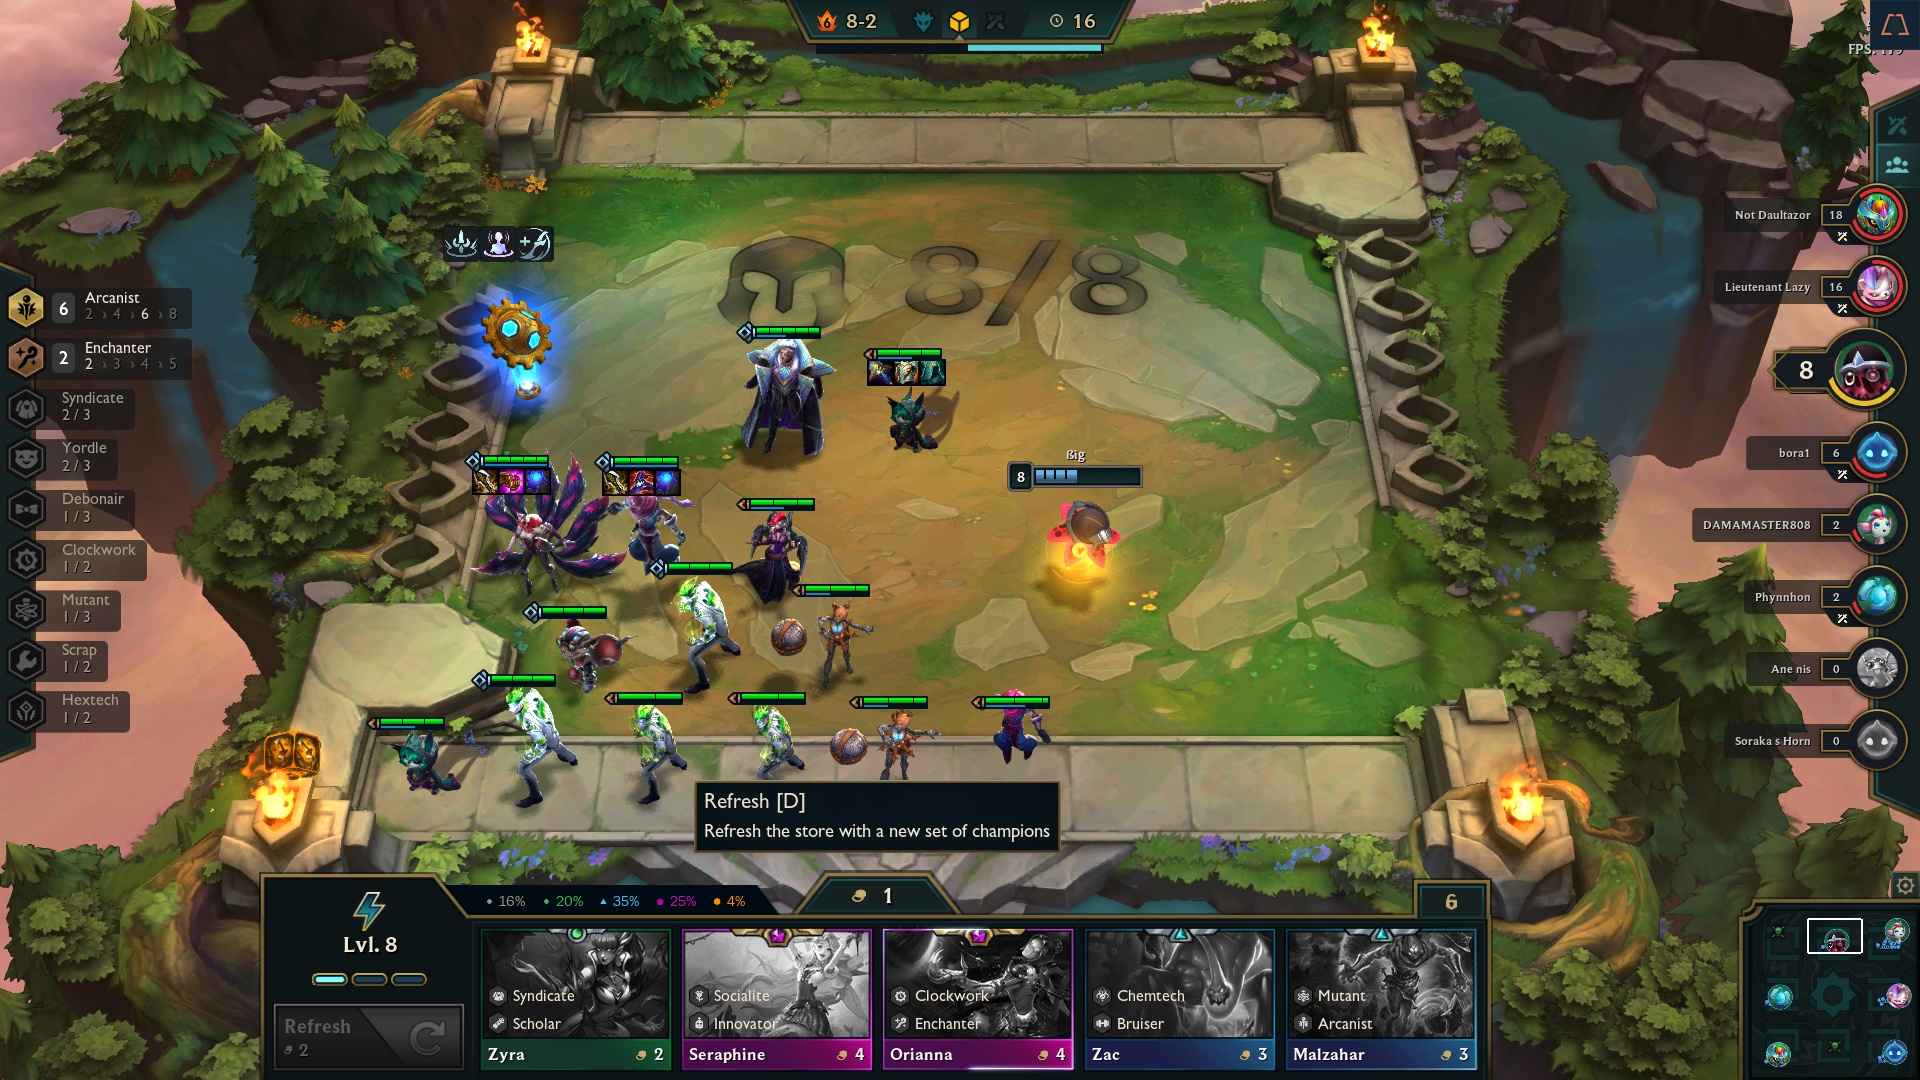 8-2
16
FPS: 119
8/8
Not Daultazor
18
Lieutenant Lazy
16
8
bora1
6
DAMAMASTER808
2
Phynnhon
2
Ane nis
0
Soraka s Horn
0
6
Arcanist
2 › 4 › 6 › 8
2
Enchanter
2 › 3 › 4 › 5
Syndicate
2 / 3
Yordle
2 / 3
Debonair
1 / 3
Clockwork
1 / 2
Mutant
1 / 3
Scrap
1 / 2
Hextech
1 / 2
ßig
8
Refresh [D]
Refresh the store with a new set of champions
16% 20% 35% 25% 4%
1
6
Lvl. 8
Refresh
2
Syndicate
Scholar
Zyra 2
Socialite
Innovator
Seraphine 4
Clockwork
Enchanter
Orianna 4
Chemtech
Bruiser
Zac 3
Mutant
Arcanist
Malzahar 3